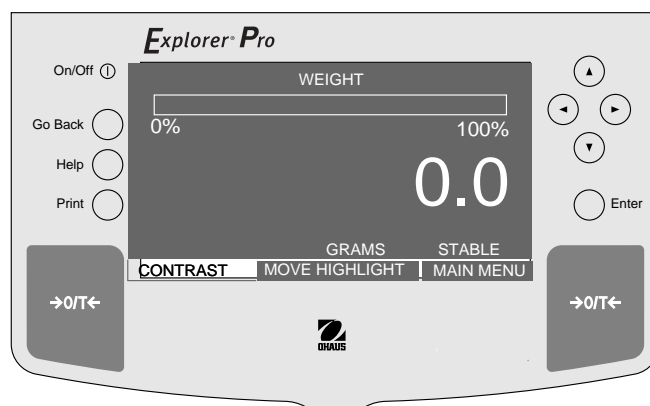 Explorer® Pro
On/Off
WEIGHT
Go Back
0% 100%
Help
0.0
Print
Enter
GRAMS STABLE
CONTRAST MOVE HIGHLIGHT MAIN MENU
→0/T← →0/T←
OHAUS